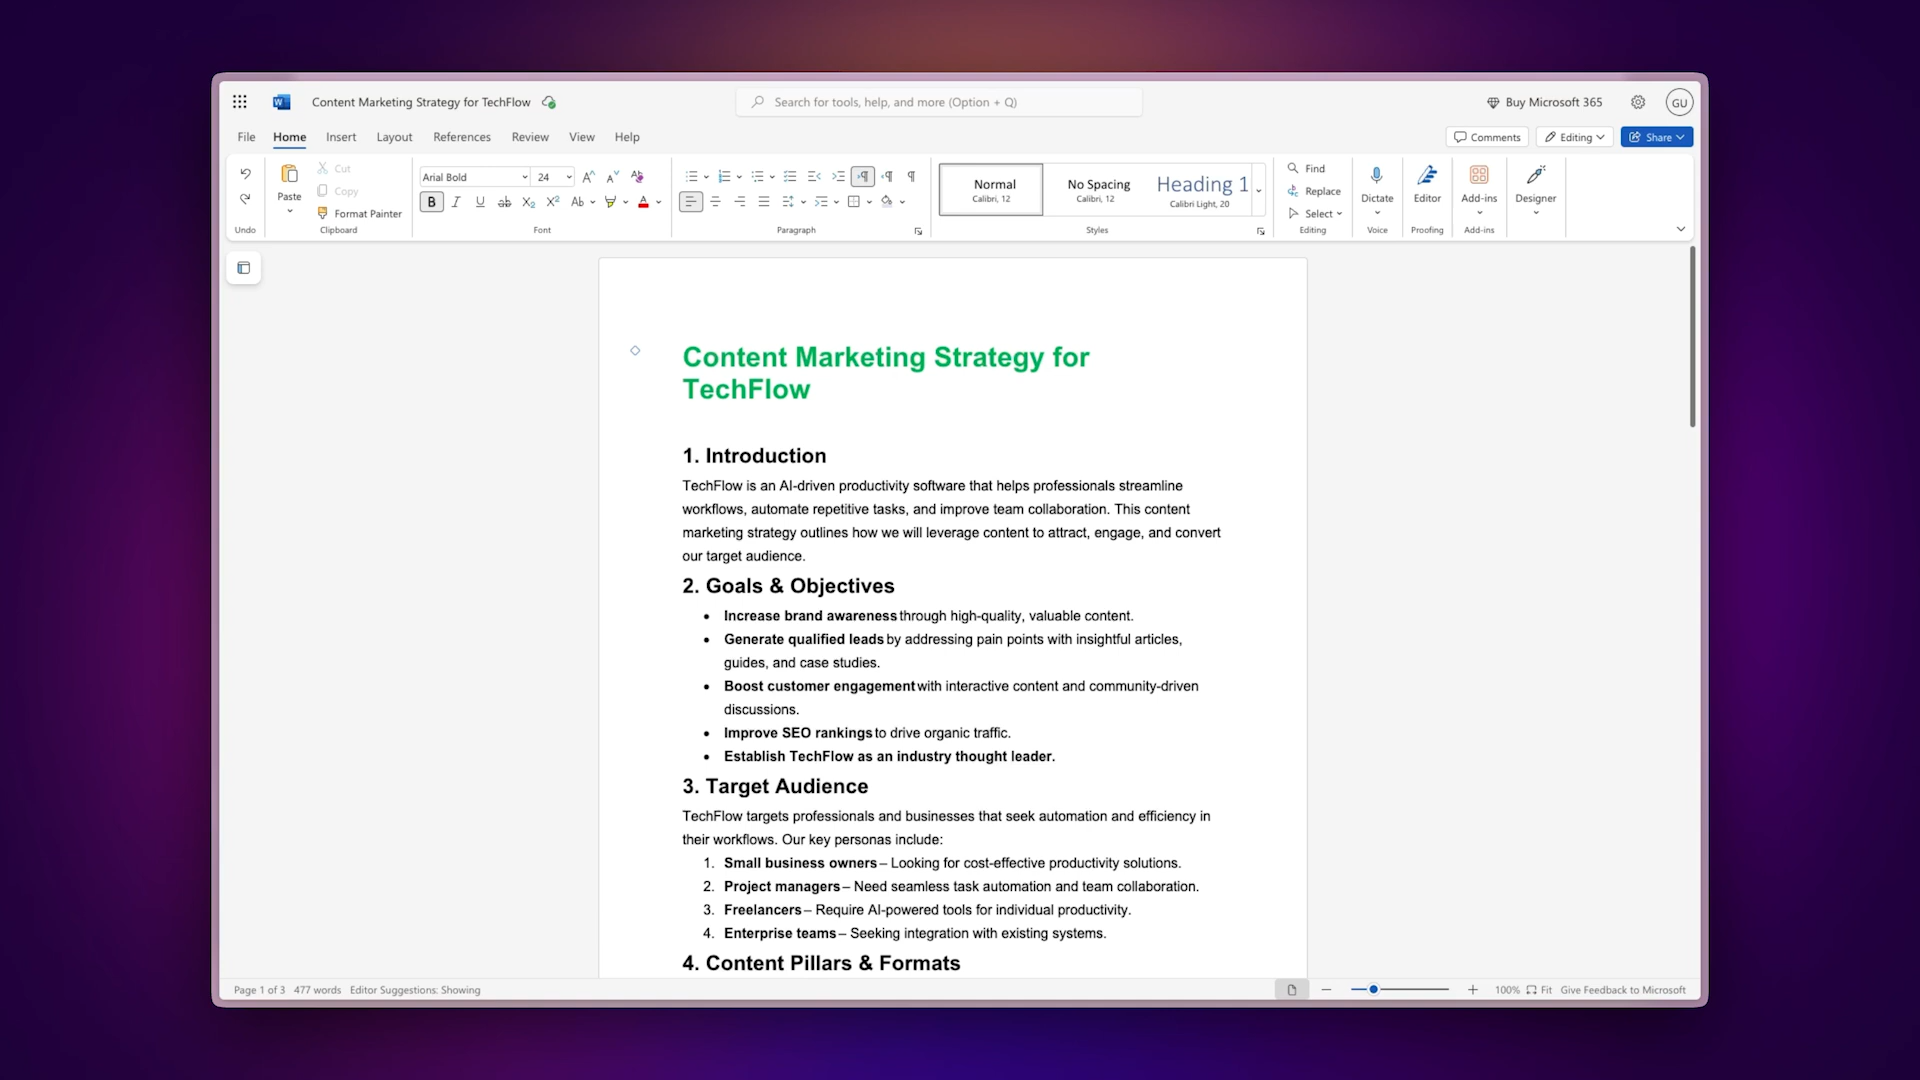 Content Marketing Strategy for TechFlow
Search for tools, help, and more (Option + Q)
Buy Microsoft 365
GU
File Home Insert Layout References Review View Help
Comments Editing Share
Paste
Cut
Copy
Format Painter
Undo
Clipboard
Arial Bold 24
Font
Paragraph
Normal
Calibri, 12
No Spacing
Calibri, 12
Heading 1
Calibri Light, 20
Styles
Find
Replace
Select
Editing
Dictate
Voice
Editor
Proofing
Add-ins
Add-ins
Designer
Content Marketing Strategy for
TechFlow
1. Introduction
TechFlow is an AI-driven productivity software that helps professionals streamline
workflows, automate repetitive tasks, and improve team collaboration. This content
marketing strategy outlines how we will leverage content to attract, engage, and convert
our target audience.
2. Goals & Objectives
• Increase brand awareness through high-quality, valuable content.
• Generate qualified leads by addressing pain points with insightful articles,
guides, and case studies.
• Boost customer engagement with interactive content and community-driven
discussions.
• Improve SEO rankings to drive organic traffic.
• Establish TechFlow as an industry thought leader.
3. Target Audience
TechFlow targets professionals and businesses that seek automation and efficiency in
their workflows. Our key personas include:
1. Small business owners – Looking for cost-effective productivity solutions.
2. Project managers – Need seamless task automation and team collaboration.
3. Freelancers – Require AI-powered tools for individual productivity.
4. Enterprise teams – Seeking integration with existing systems.
4. Content Pillars & Formats
Page 1 of 3 477 words Editor Suggestions: Showing
100% Fit Give Feedback to Microsoft